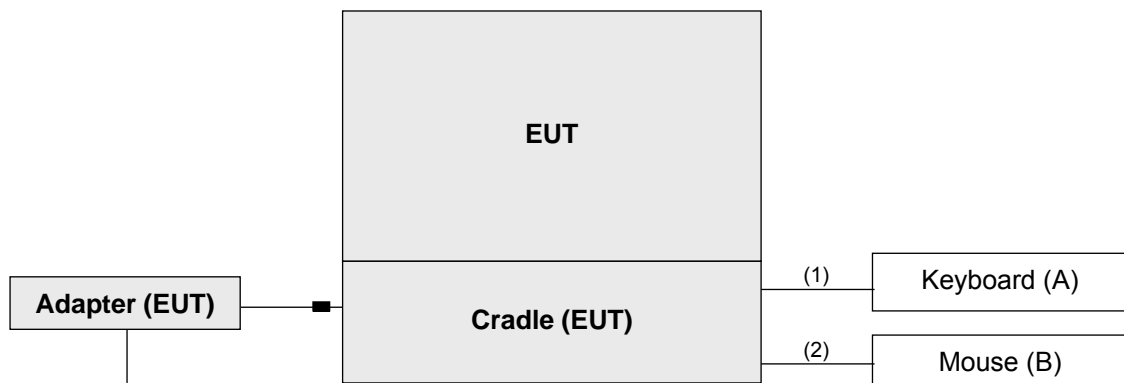 EUT
(1)
Keyboard (A)
Adapter (EUT)
Cradle (EUT)
(2)
Mouse (B)